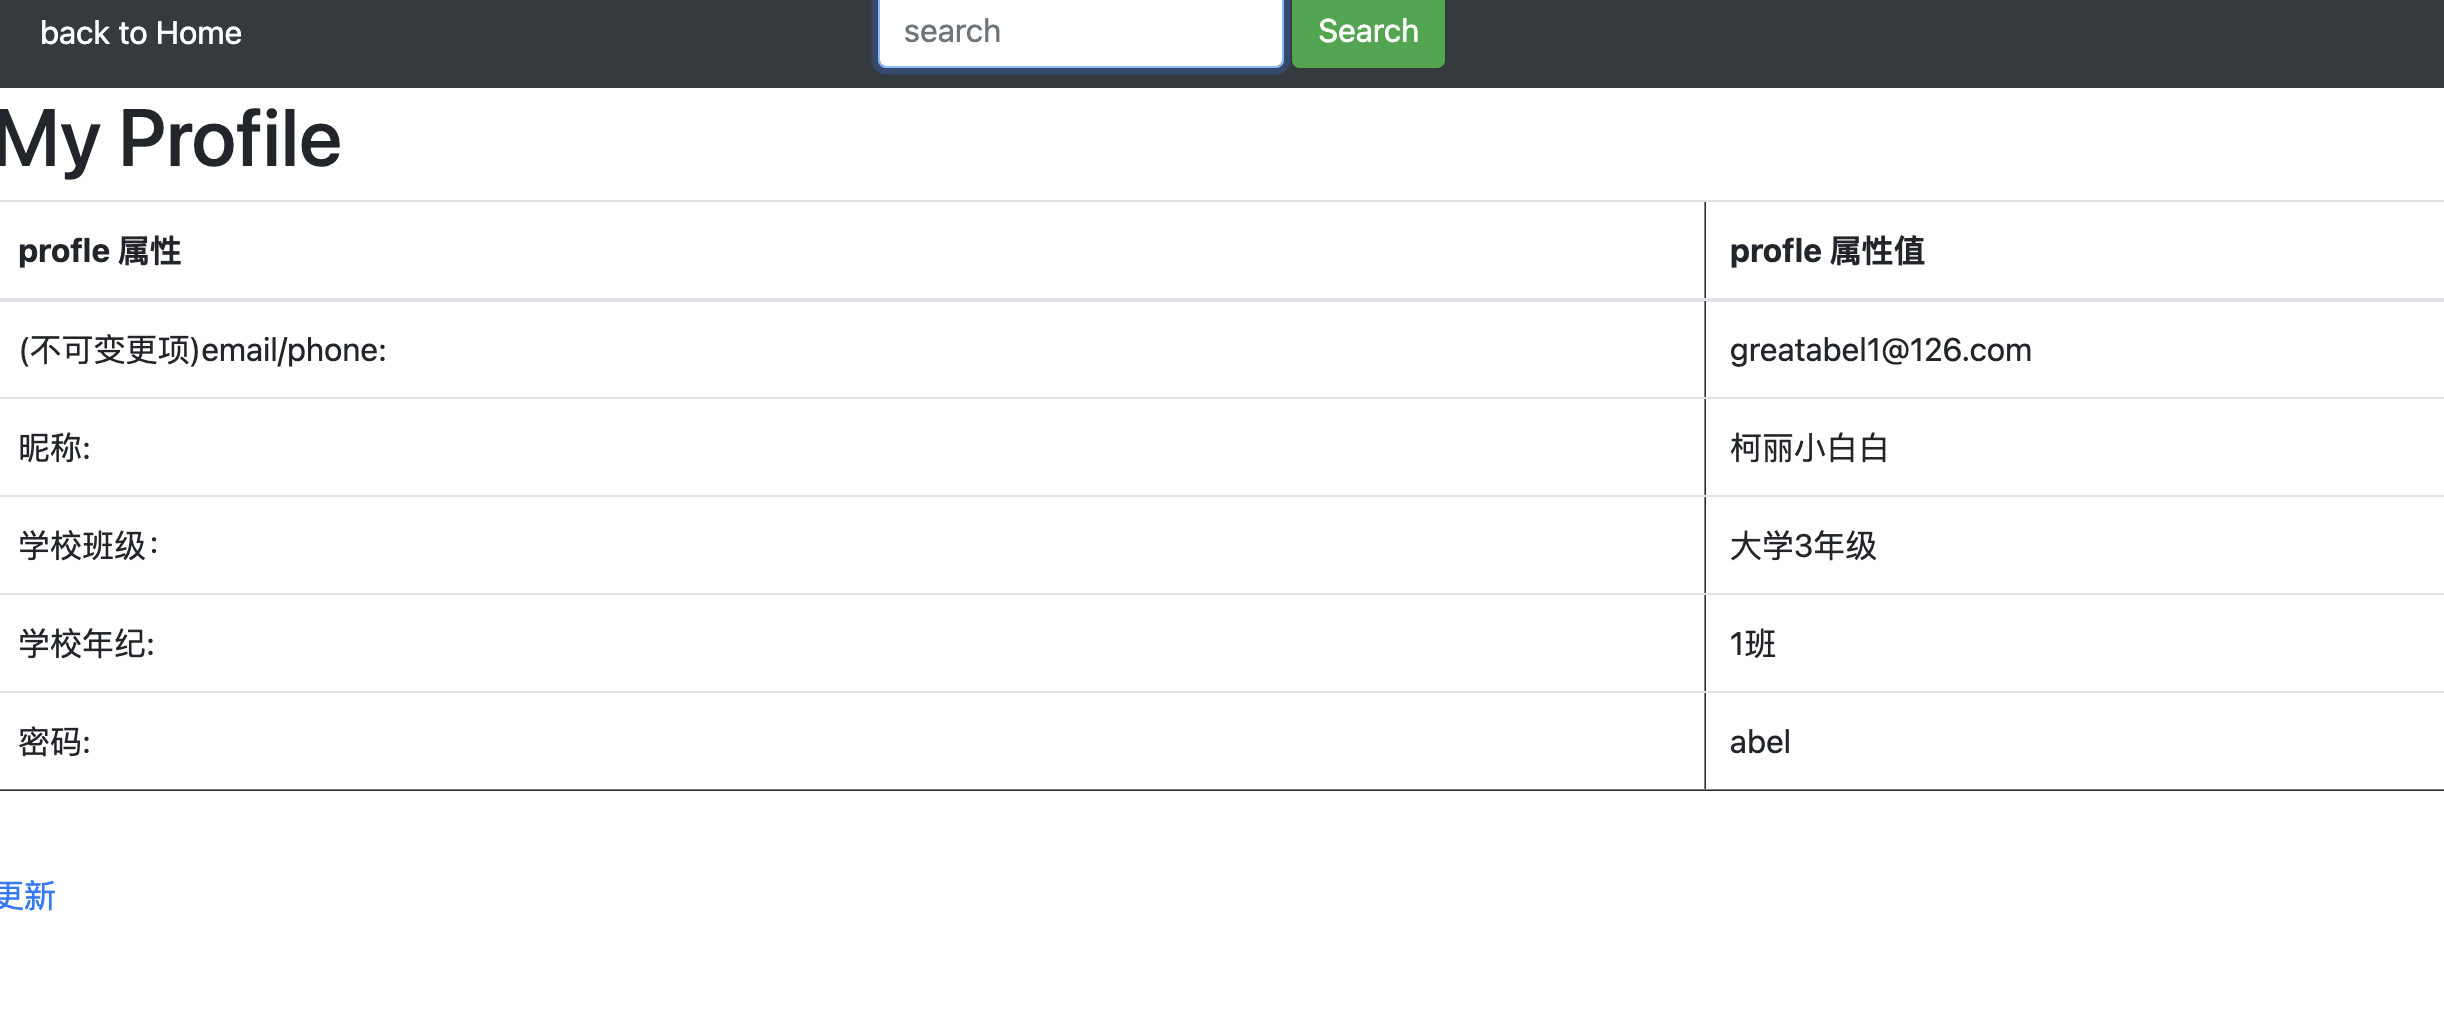 back to Home search Search
My Profile
profle 属性 profle 属性值
(不可变更项)email/phone: greatabel1@126.com
昵称: 柯丽小白白
学校班级： 大学3年级
学校年纪: 1班
密码: abel
更新